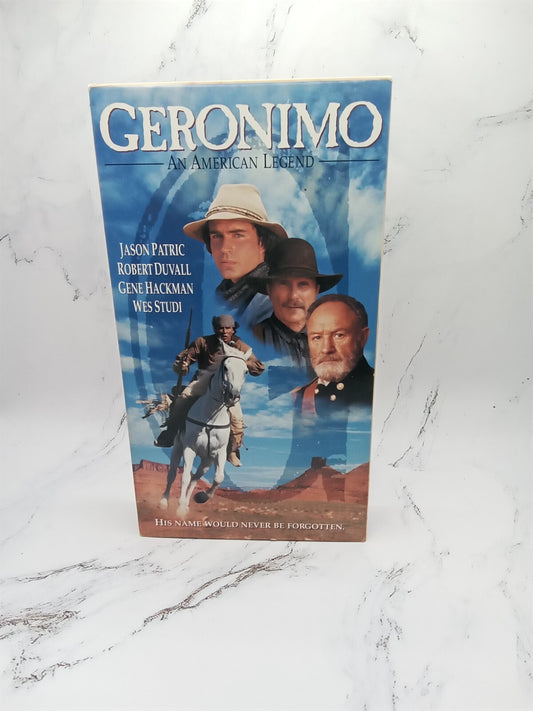 GERONIMO
AN AMERICAN LEGEND
JASON PATRIC
ROBERT DUVALL
GENE HACKMAN
WES STUDI
HIS NAME WOULD NEVER BE FORGOTTEN.